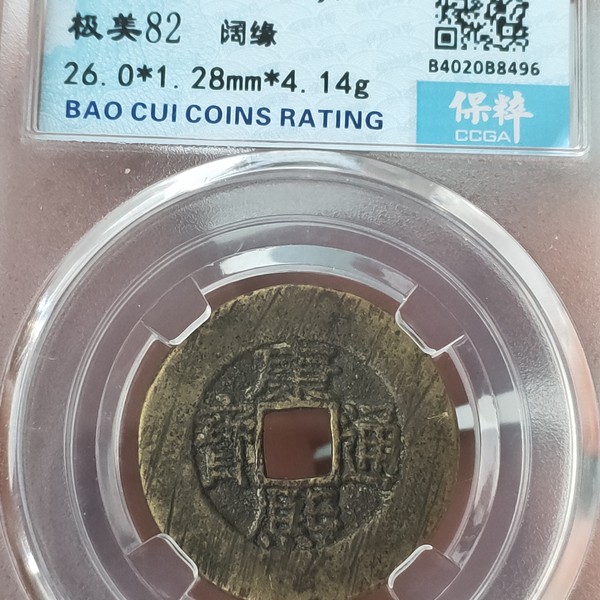 极美82 阔缘
26.0*1.28mm*4.14g
BAO CUI COINS RATING
B4020B8496
保粹
CCGA
康熙通寳